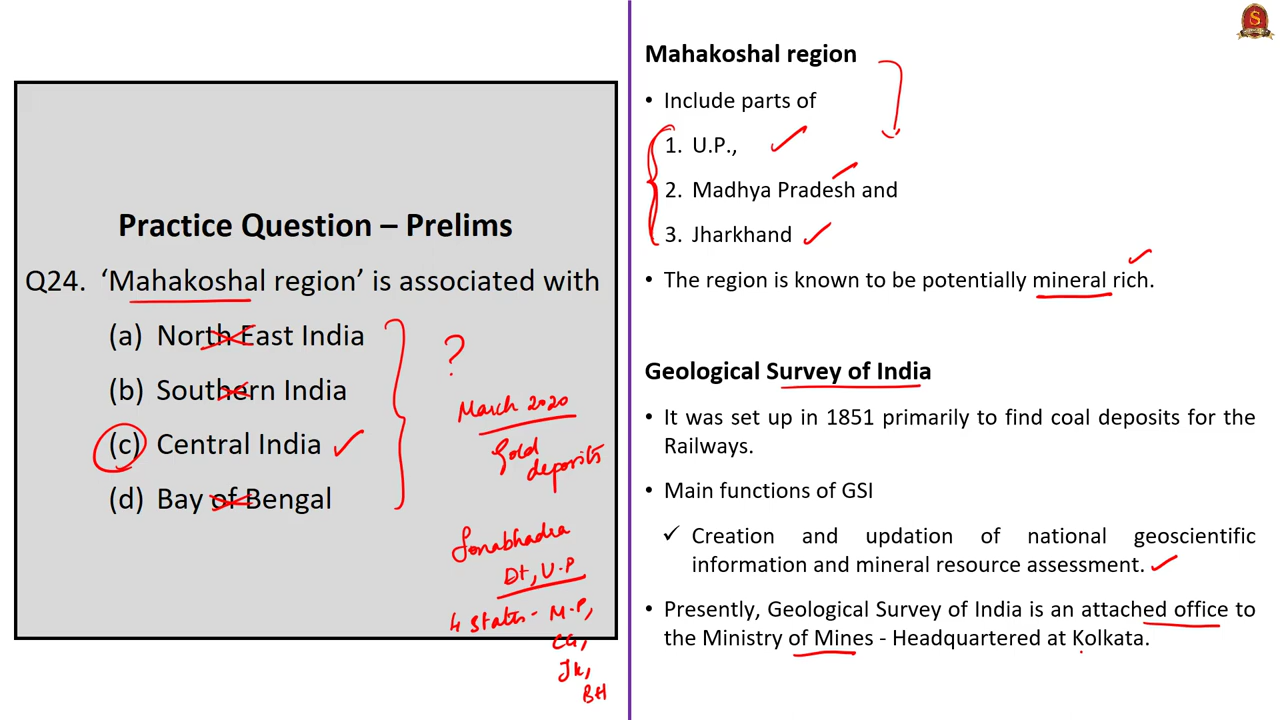 Practice Question – Prelims
Q24. ‘Mahakoshal region’ is associated with
(a) North East India
(b) Southern India
(c) Central India
(d) Bay of Bengal
?
March 2020
Gold
deposits
Sonabhadra
Dt, U.P
4 States - M.P,
CG,
Jk,
BH
Mahakoshal region
• Include parts of
1. U.P.,
2. Madhya Pradesh and
3. Jharkhand
• The region is known to be potentially mineral rich.
Geological Survey of India
• It was set up in 1851 primarily to find coal deposits for the
Railways.
• Main functions of GSI
✓ Creation and updation of national geoscientific
information and mineral resource assessment.
• Presently, Geological Survey of India is an attached office to
the Ministry of Mines - Headquartered at Kolkata.